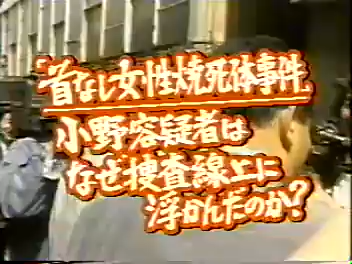 「首なし女性焼死体事件」
小野容疑者は
なぜ捜査線上に
浮かんだのか?